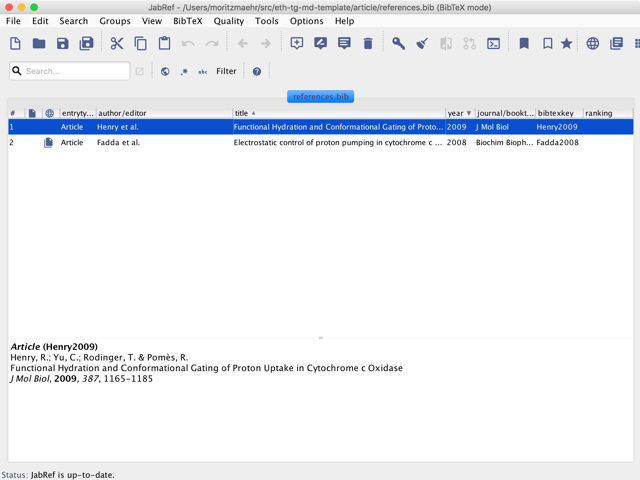 JabRef - /Users/moritzmaehr/src/eth-tg-md-template/article/references.bib (BibTeX mode)
File Edit Search Groups View BibTeX Quality Tools Options Help
Search... abc Filter
references.bib
# entryty... author/editor title year journal/bookt... bibtexkey ranking
1 Article Henry et al. Functional Hydration and Conformational Gating of Proto... 2009 J Mol Biol Henry2009
2 Article Fadda et al. Electrostatic control of proton pumping in cytochrome c ... 2008 Biochim Bioph... Fadda2008
Article (Henry2009)
Henry, R.; Yu, C.; Rodinger, T. & Pomès, R.
Functional Hydration and Conformational Gating of Proton Uptake in Cytochrome c Oxidase
J Mol Biol, 2009, 387, 1165-1185
Status: JabRef is up-to-date.